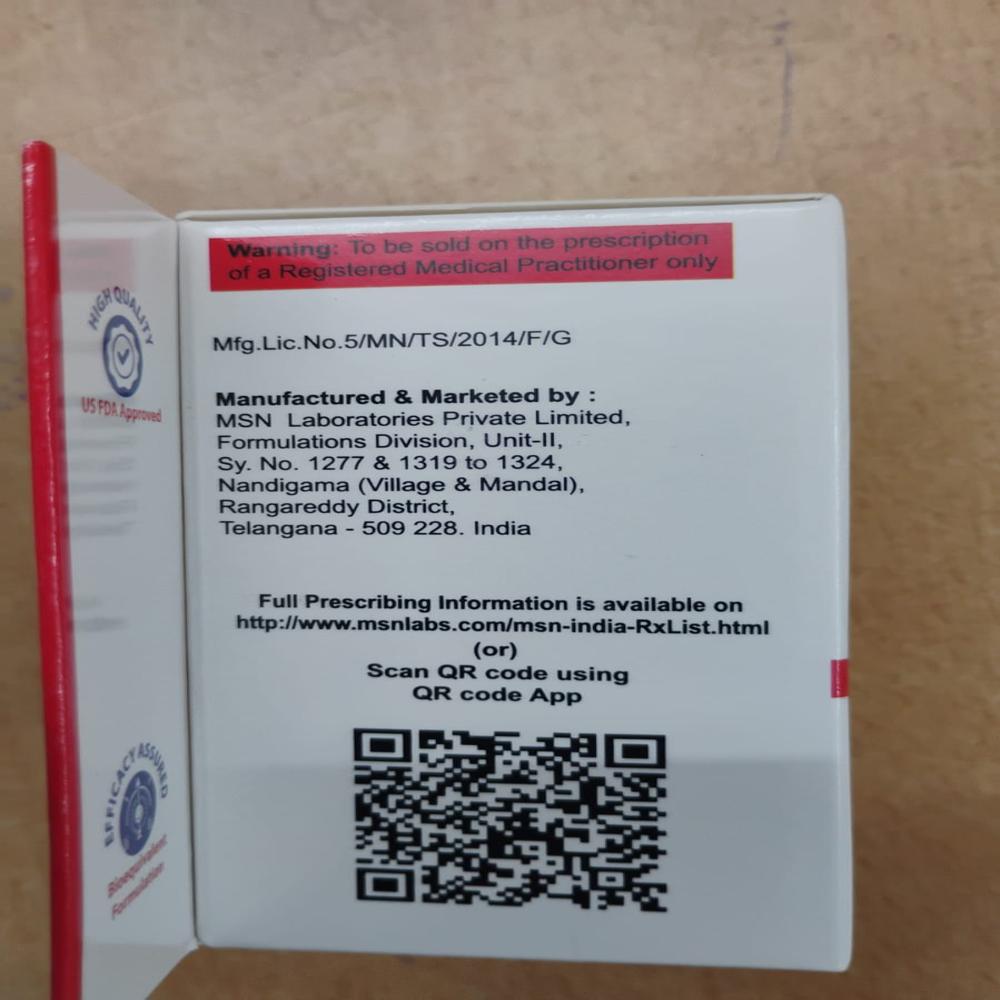 Warning: To be sold on the prescription
of a Registered Medical Practitioner only
Mfg.Lic.No.5/MN/TS/2014/F/G
Manufactured & Marketed by :
MSN Laboratories Private Limited,
Formulations Division, Unit-II,
Sy. No. 1277 & 1319 to 1324,
Nandigama (Village & Mandal),
Rangareddy District,
Telangana - 509 228. India
Full Prescribing Information is available on
http://www.msnlabs.com/msn-india-RxList.html
(or)
Scan QR code using
QR code App
HIGH QUALITY
US FDA Approved
EFFICACY ASSURED
Bioequivalent
Formulation